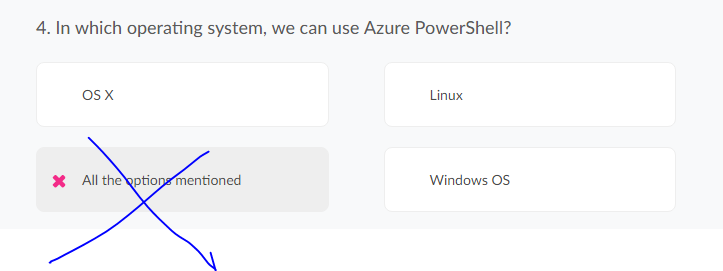 4. In which operating system, we can use Azure PowerShell?
OS X
Linux
All the options mentioned
Windows OS